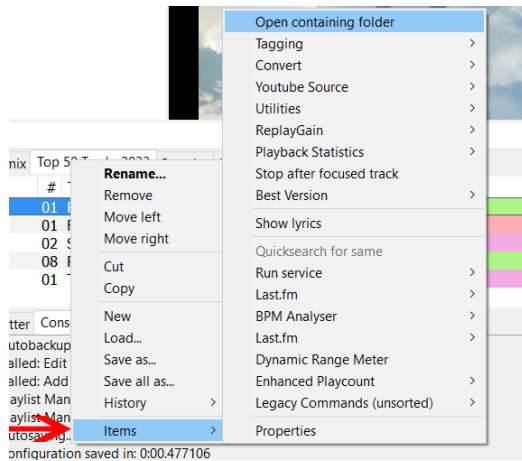 Open containing folder
Tagging
Convert
Youtube Source
Utilities
ReplayGain
Playback Statistics
Stop after focused track
Best Version
Show lyrics
Quicksearch for same
Run service
Last.fm
BPM Analyser
Last.fm
Dynamic Range Meter
Enhanced Playcount
Legacy Commands (unsorted)
Properties
mix Top 50
#
01
01
02
08
01
Rename...
Remove
Move left
Move right
Cut
Copy
New
Load...
Save as...
Save all as...
History
Items
tter Cons
utobackup
alled: Edit
alled: Add
aylist Man
aylist Man
utosaving..
onfiguration saved in: 0:00.477106